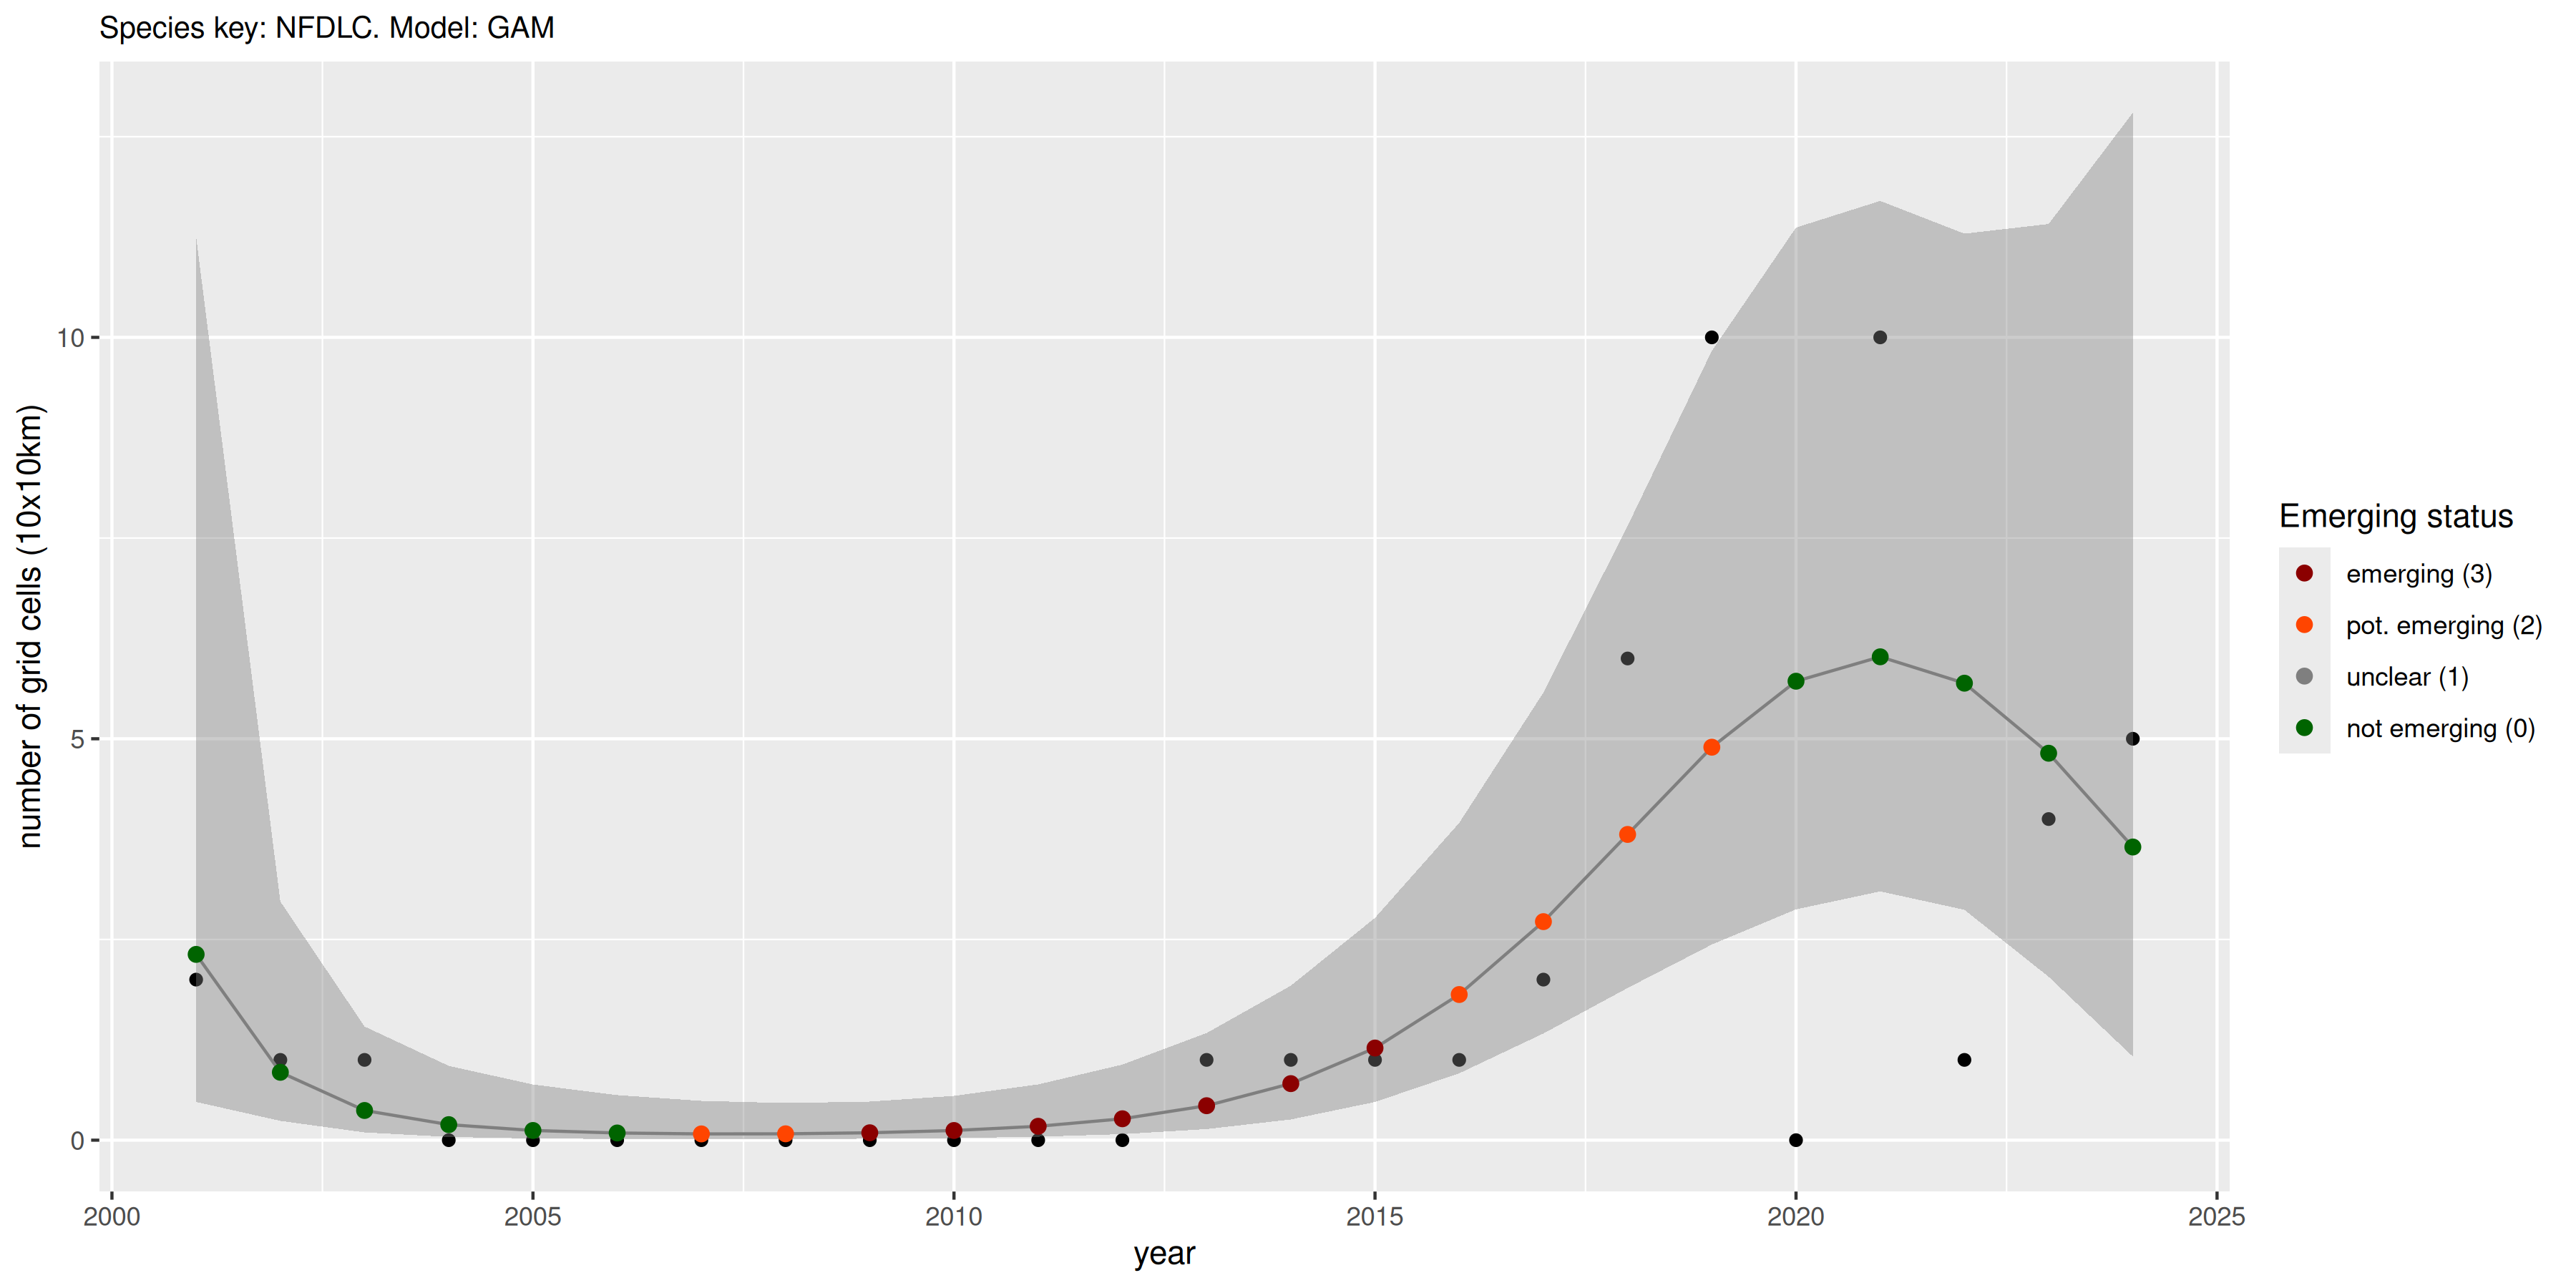 Species key: NFDLC. Model: GAM
number of grid cells (10x10km)
10
5
0
2000 2005 2010 2015 2020 2025
year
Emerging status
emerging (3)
pot. emerging (2)
unclear (1)
not emerging (0)